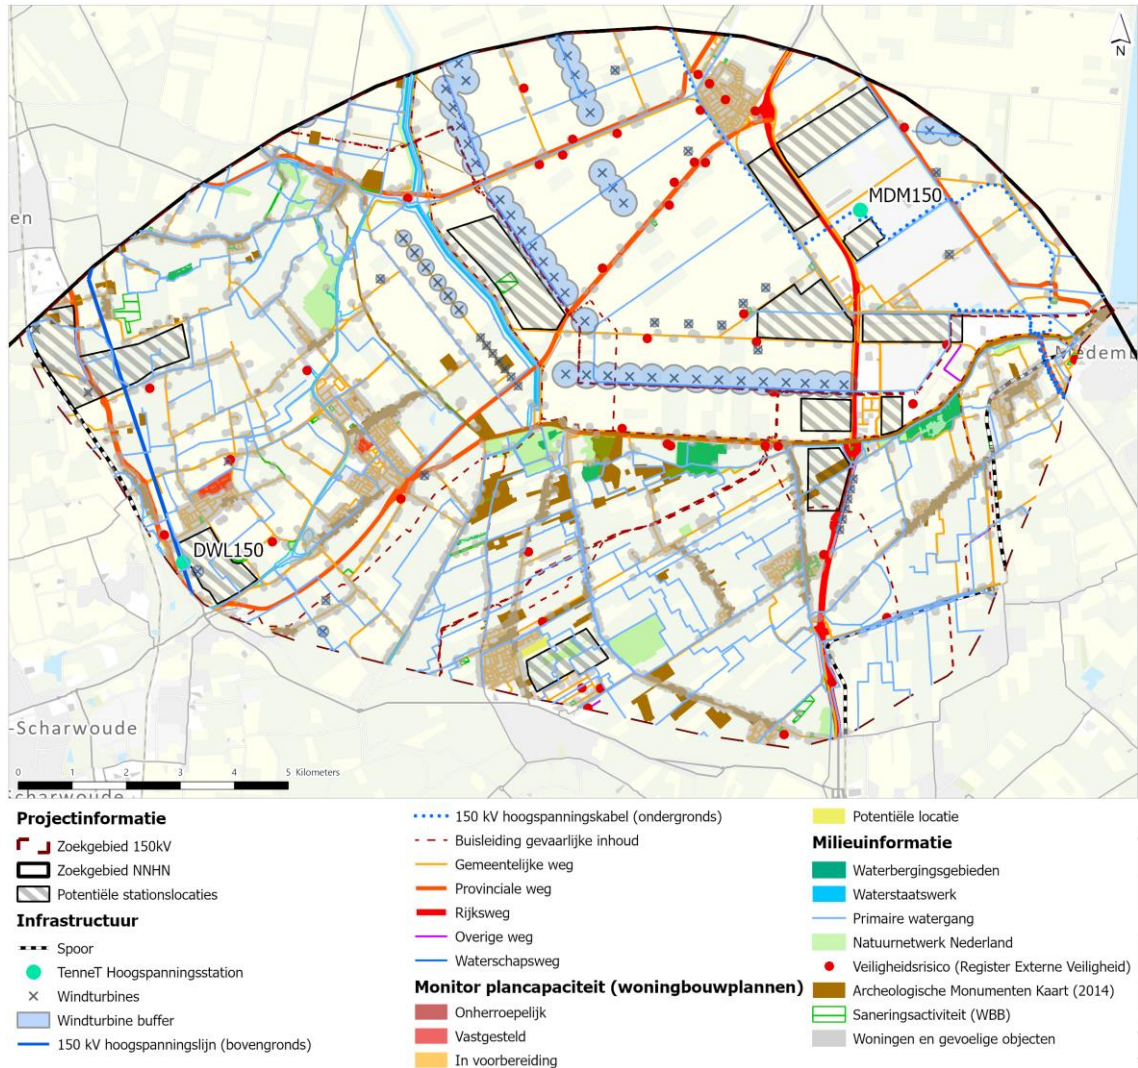 N
MDM150
en
Medemb
DWL150
-Scharwoude
0 1 2 3 4 5 Kilometers
Scharwoude
Projectinformatie
Zoekgebied 150kV
Zoekgebied NNHN
Potentiële stationslocaties
Infrastructuur
Spoor
TenneT Hoogspanningsstation
Windturbines
Windturbine buffer
150 kV hoogspanningslijn (bovengronds)
150 kV hoogspanningskabel (ondergronds)
Buisleiding gevaarlijke inhoud
Gemeentelijke weg
Provinciale weg
Rijksweg
Overige weg
Waterschapsweg
Monitor plancapaciteit (woningbouwplannen)
Onherroepelijk
Vastgesteld
In voorbereiding
Potentiële locatie
Milieuinformatie
Waterbergingsgebieden
Waterstaatswerk
Primaire watergang
Natuurnetwerk Nederland
Veiligheidsrisico (Register Externe Veiligheid)
Archeologische Monumenten Kaart (2014)
Saneringsactiviteit (WBB)
Woningen en gevoelige objecten